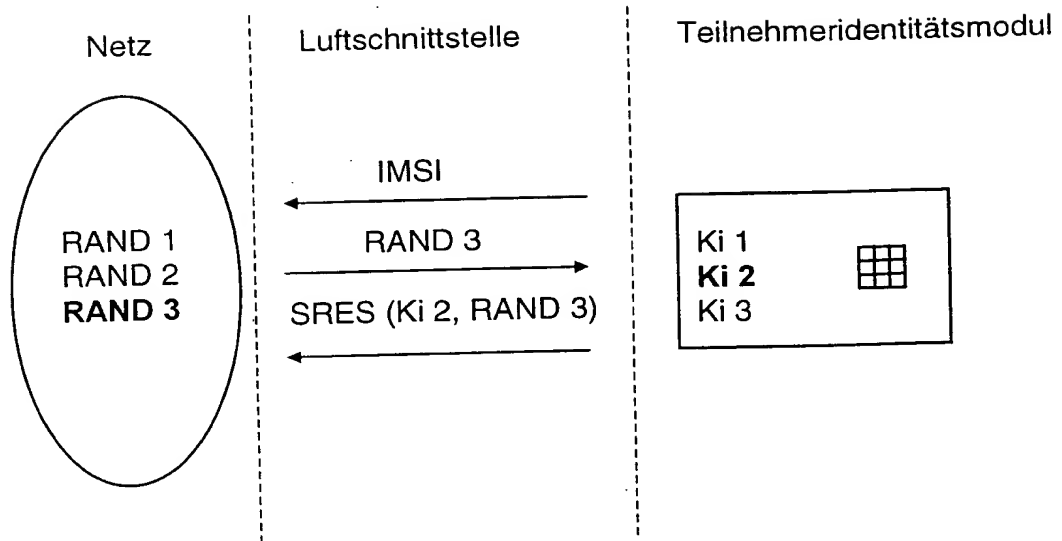 Netz
Luftschnittstelle
Teilnehmeridentitätsmodul
IMSI
RAND 1
RAND 2
RAND 3
RAND 3
SRES (Ki 2, RAND 3)
Ki 1
Ki 2
Ki 3